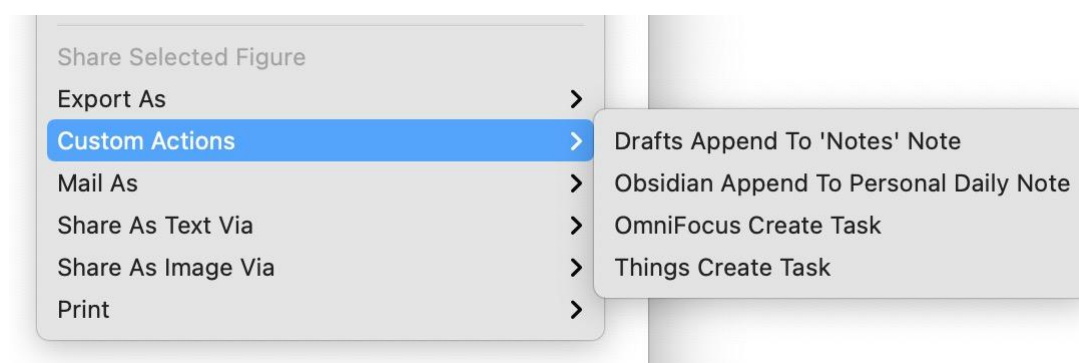 Share Selected Figure
Export As
Custom Actions
Mail As
Share As Text Via
Share As Image Via
Print
Drafts Append To 'Notes' Note
Obsidian Append To Personal Daily Note
OmniFocus Create Task
Things Create Task